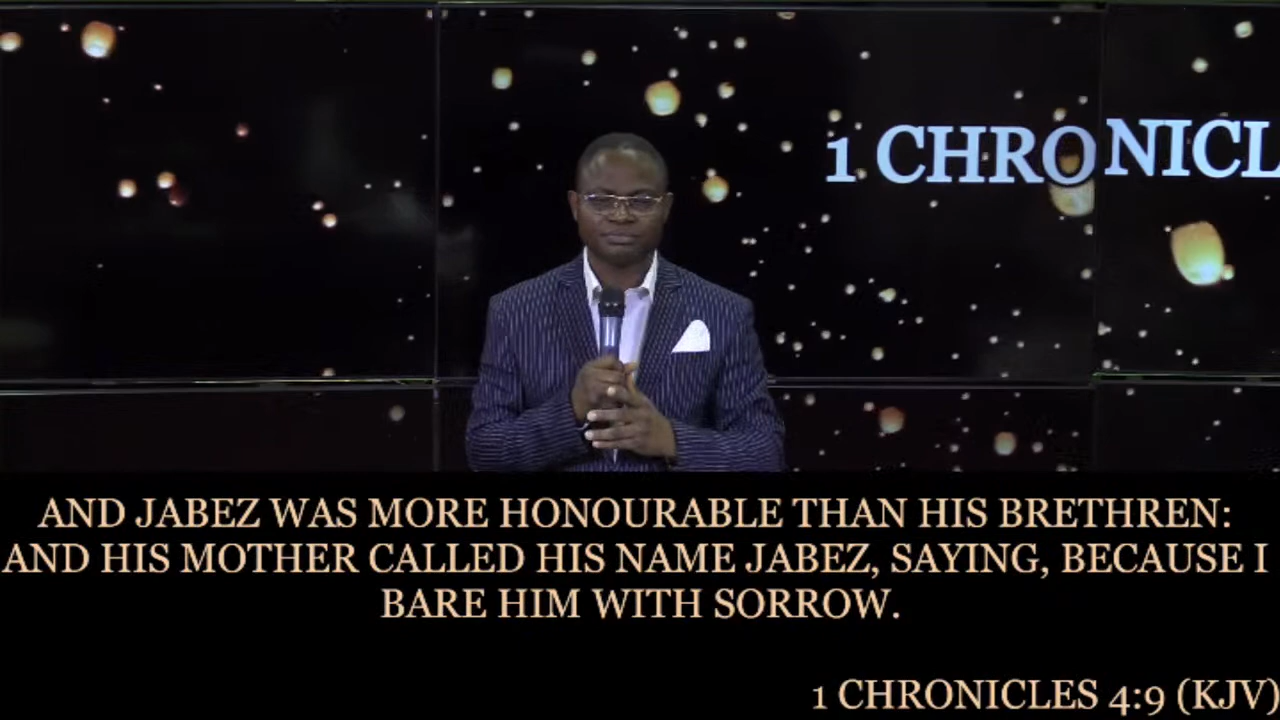 1 CHRONICL
AND JABEZ WAS MORE HONOURABLE THAN HIS BRETHREN:
AND HIS MOTHER CALLED HIS NAME JABEZ, SAYING, BECAUSE I
BARE HIM WITH SORROW.
1 CHRONICLES 4:9 (KJV)